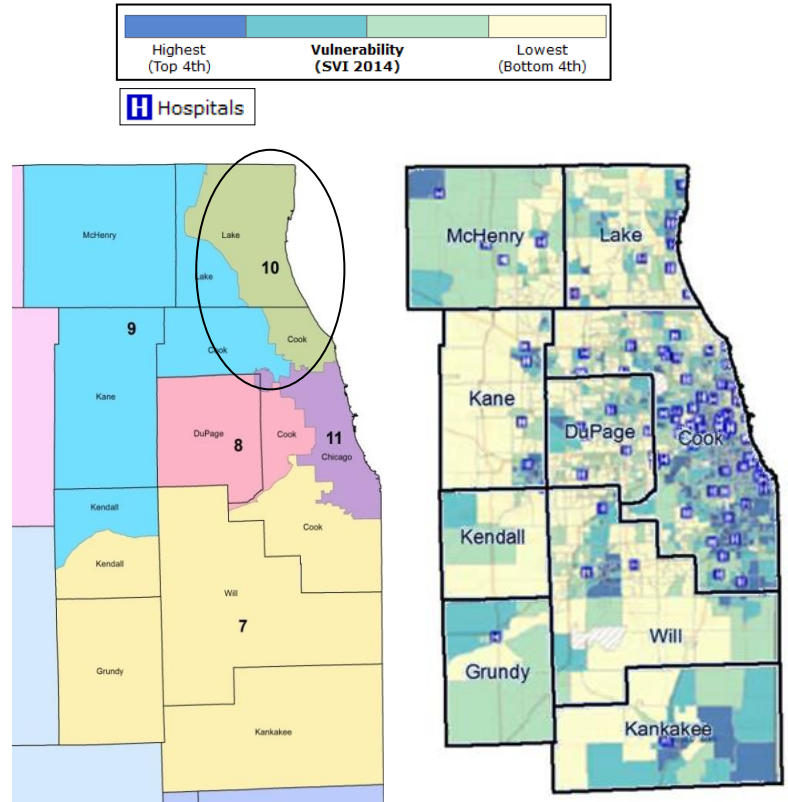 Highest
(Top 4th)
Vulnerability
(SVI 2014)
Lowest
(Bottom 4th)
H Hospitals
McHenry
Lake
10
Lake
9
Cook
Cook
Kane
DuPage
8
Cook
11
Chicago
Kendall
Cook
Kendall
Will
7
Grundy
Kankakee
McHenry
Lake
Kane
DuPage
Cook
Kendall
Will
Grundy
Kankakee